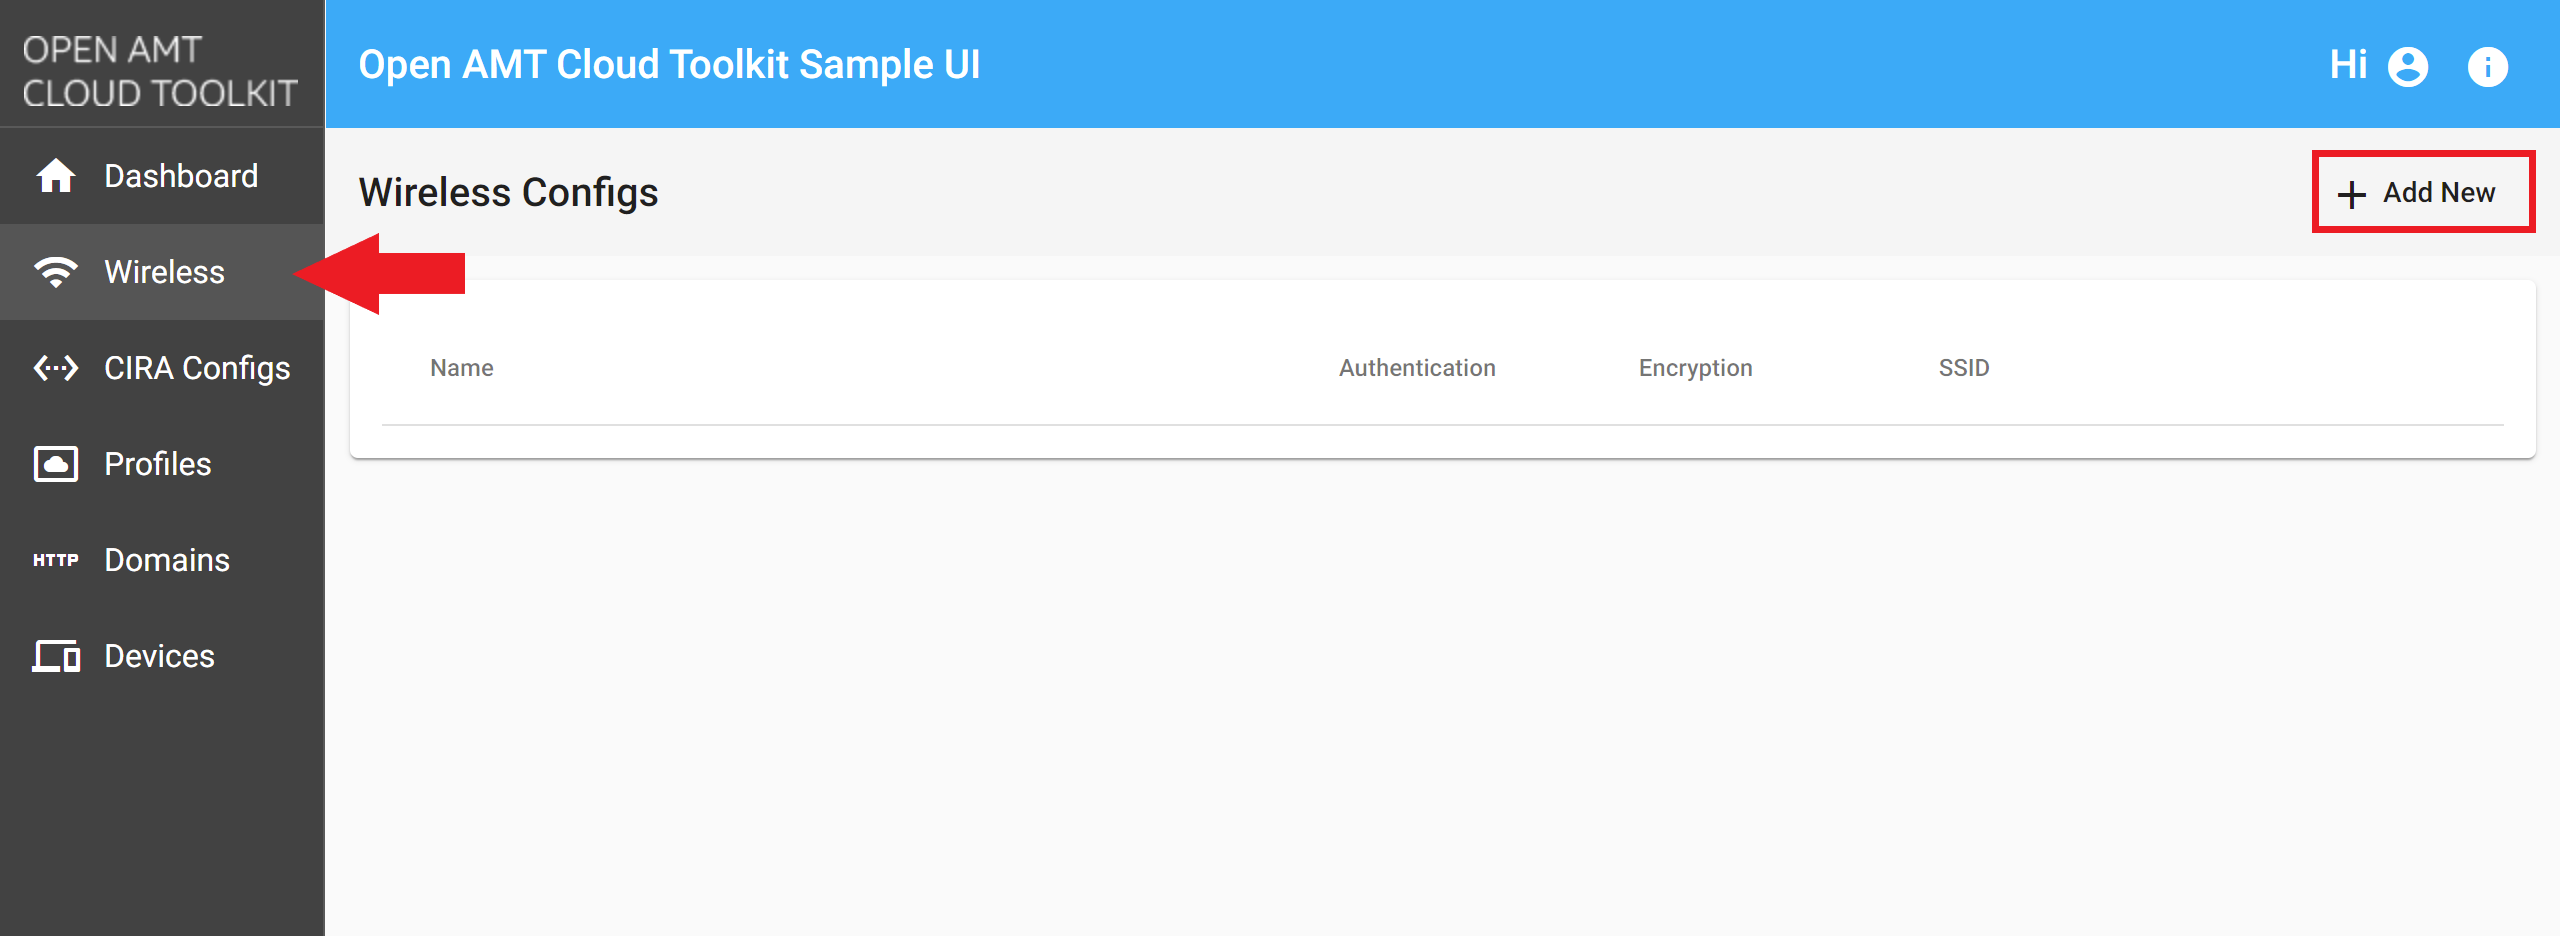 OPEN AMT
CLOUD TOOLKIT
Open AMT Cloud Toolkit Sample UI
Hi
i
Dashboard
Wireless
CIRA Configs
Profiles
HTTP Domains
Devices
Wireless Configs
+ Add New
Name Authentication Encryption SSID